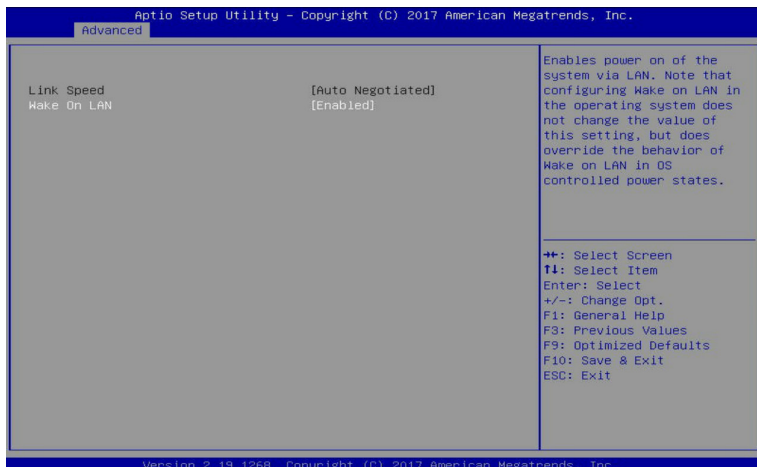 Aptio Setup Utility – Copyright (C) 2017 American Megatrends, Inc.
Advanced
Link Speed [Auto Negotiated]
Wake On LAN [Enabled]
Enables power on of the
system via LAN. Note that
configuring Wake on LAN in
the operating system does
not change the value of
this setting, but does
override the behavior of
Wake on LAN in OS
controlled power states.
→←: Select Screen
↑↓: Select Item
Enter: Select
+/-: Change Opt.
F1: General Help
F3: Previous Values
F9: Optimized Defaults
F10: Save & Exit
ESC: Exit
Version 2.19.1268. Copyright (C) 2017 American Megatrends, Inc.